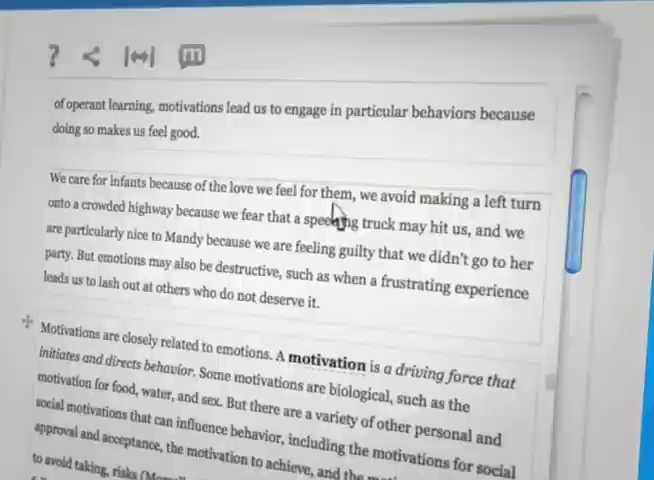 of operant learning, motivations lead us to engage in particular behaviors because
doing so makes us feel good.
We care for infants because of the love we feel for them, we avoid making a left turn
onto a crowded highway because we fear that a speeding truck may hit us, and we
are particularly nice to Mandy because we are feeling guilty that we didn't go to her
party. But emotions may also be destructive, such as when a frustrating experience
leads us to lash out at others who do not deserve it.
Motivations are closely related to emotions. A motivation is a driving force that
initiates and directs behavior. Some motivations are biological, such as the
motivation for food, water, and sex. But there are a variety of other personal and
social motivations that can influence behavior, including the motivations for social
approval and acceptance, the motivation to achieve, and the
to avoid taking, risks